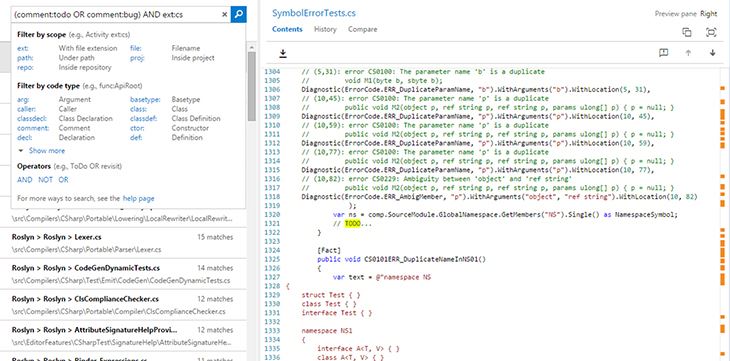 (comment:todo OR comment:bug) AND ext:cs
Filter by scope (e.g., Activity ext:cs)
ext: With file extension file: Filename
path: Under path proj: Inside project
repo: Inside repository
Filter by code type (e.g., func:ApiRoot)
arg: Argument basetype: Basetype
caller: Caller class: Class
classdecl: Class Declaration classdef: Class Definition
comment: Comment ctor: Constructor
decl: Declaration def: Definition
Show more
Operators (e.g., ToDo OR revisit)
AND NOT OR
For more ways to search, see the help page
\src\Compilers\CSharp\Portable\Lowering\LocalRewriter\LocalRewrite...
Roslyn > Roslyn > Lexer.cs 15 matches
\src\Compilers\CSharp\Portable\Parser\Lexer.cs
Roslyn > Roslyn > CodeGenDynamicTests.cs 14 matches
\src\Compilers\CSharp\Test\Emit\CodeGen\CodeGenDynamicTests.cs
Roslyn > Roslyn > ClsComplianceChecker.cs 12 matches
\src\Compilers\CSharp\Portable\Compiler\ClsComplianceChecker.cs
Roslyn > Roslyn > AttributeSignatureHelpProvi... 12 matches
\src\EditorFeatures\CSharpTest\SignatureHelp\AttributeSignatureHe...
Roslyn > Roslyn > Binder_Expressions.cs 12 matches
SymbolErrorTests.cs
Preview pane Right
Contents History Compare
1304 // (5,31): error CS0100: The parameter name 'b' is a duplicate
1305 // void M1(byte b, sbyte b);
1306 Diagnostic(ErrorCode.ERR_DuplicateParamName, "b").WithArguments("b").WithLocation(5, 31),
1307 // (10,45): error CS0100: The parameter name 'p' is a duplicate
1308 // public void M2(object p, ref string p, ref string p, params ulong[] p) { p = null; }
1309 Diagnostic(ErrorCode.ERR_DuplicateParamName, "p").WithArguments("p").WithLocation(10, 45),
1310 // (10,59): error CS0100: The parameter name 'p' is a duplicate
1311 // public void M2(object p, ref string p, ref string p, params ulong[] p) { p = null; }
1312 Diagnostic(ErrorCode.ERR_DuplicateParamName, "p").WithArguments("p").WithLocation(10, 59),
1313 // (10,77): error CS0100: The parameter name 'p' is a duplicate
1314 // public void M2(object p, ref string p, ref string p, params ulong[] p) { p = null; }
1315 Diagnostic(ErrorCode.ERR_DuplicateParamName, "p").WithArguments("p").WithLocation(10, 77),
1316 // (10,82): error CS0229: Ambiguity between 'object' and 'ref string'
1317 // public void M2(object p, ref string p, ref string p, params ulong[] p) { p = null; }
1318 Diagnostic(ErrorCode.ERR_AmbigMember, "p").WithArguments("object", "ref string").WithLocation(10, 82)
1319 );
1320 var ns = comp.SourceModule.GlobalNamespace.GetMembers("NS").Single() as NamespaceSymbol;
1321 // TODO...
1322 }
1323
1324 [Fact]
1325 public void CS0101ERR_DuplicateNameInNS01()
1326 {
1327 var text = @"namespace NS
1328 {
1329 struct Test { }
1330 class Test { }
1331 interface Test { }
1332
1333 namespace NS1
1334 {
1335 interface A<T, V> { }
1336 class A<T, V> { }